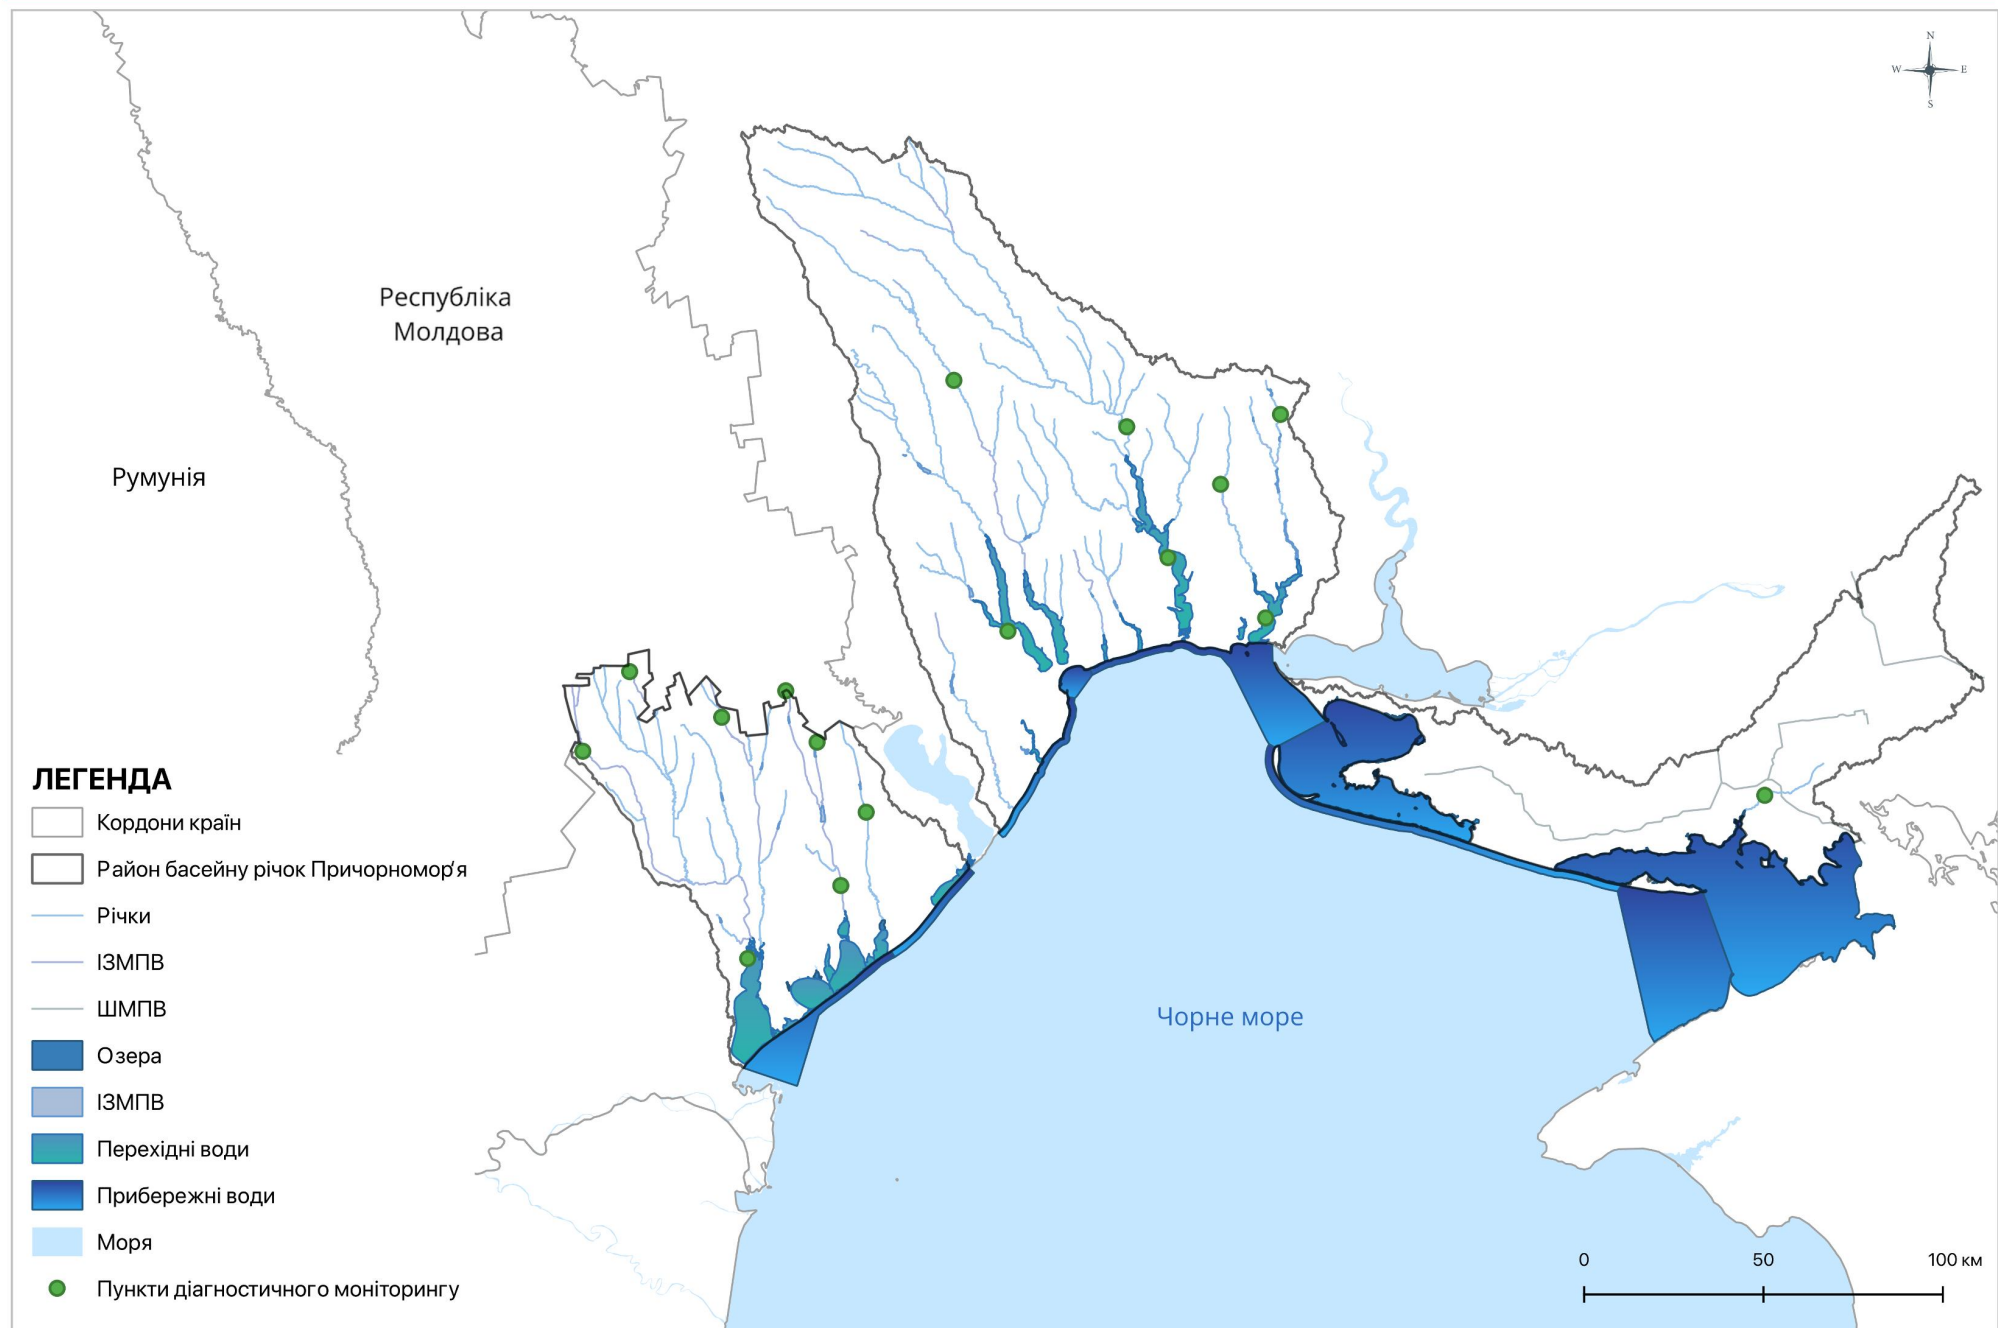 N
W E
S
Республіка
Молдова
Румунія
ЛЕГЕНДА
Кордони країн
Район басейну річок Причорномор'я
Річки
ІЗМПВ
ШМПВ
Озера
ІЗМПВ
Перехідні води
Прибережні води
Моря
Пункти діагностичного моніторингу
Чорне море
0 50 100 км